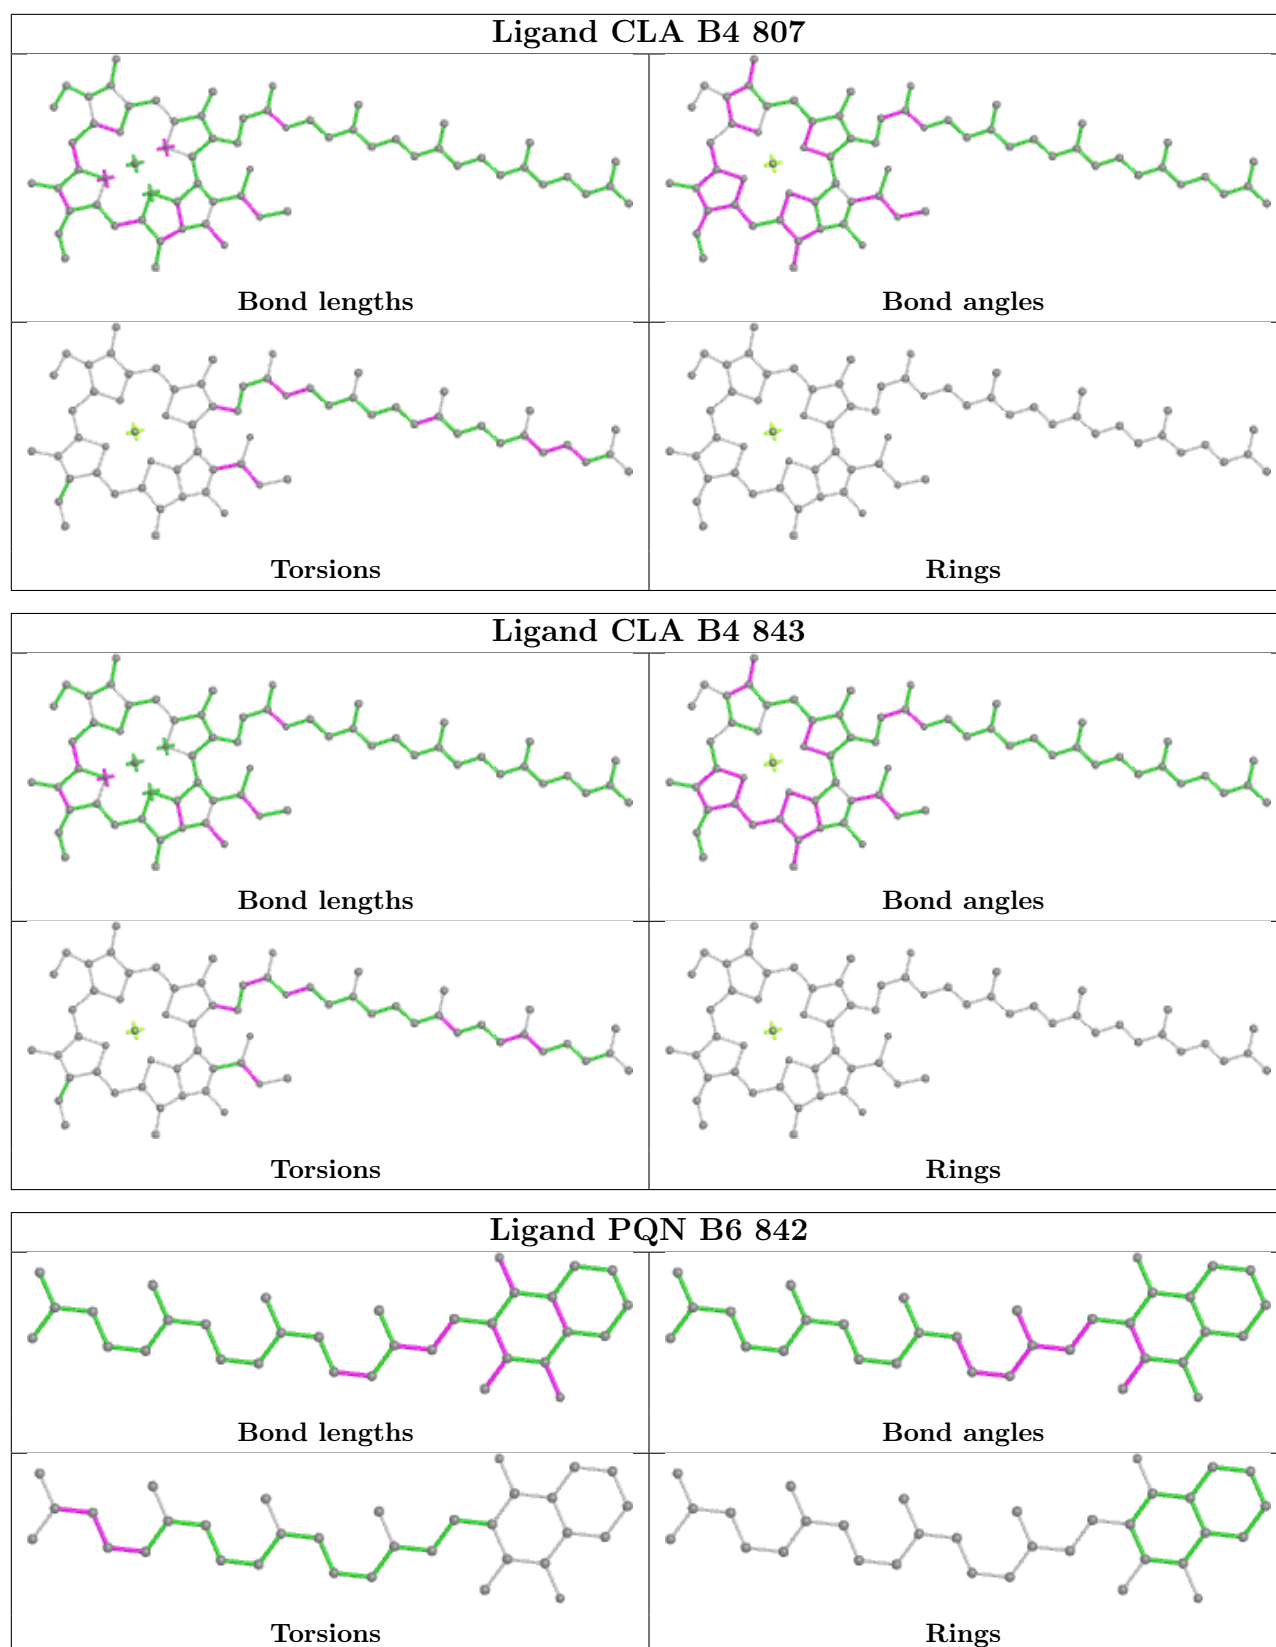 Ligand CLA B4 807
Bond lengths
Bond angles
Torsions
Rings
Ligand CLA B4 843
Bond lengths
Bond angles
Torsions
Rings
Ligand PQN B6 842
Bond lengths
Bond angles
Torsions
Rings